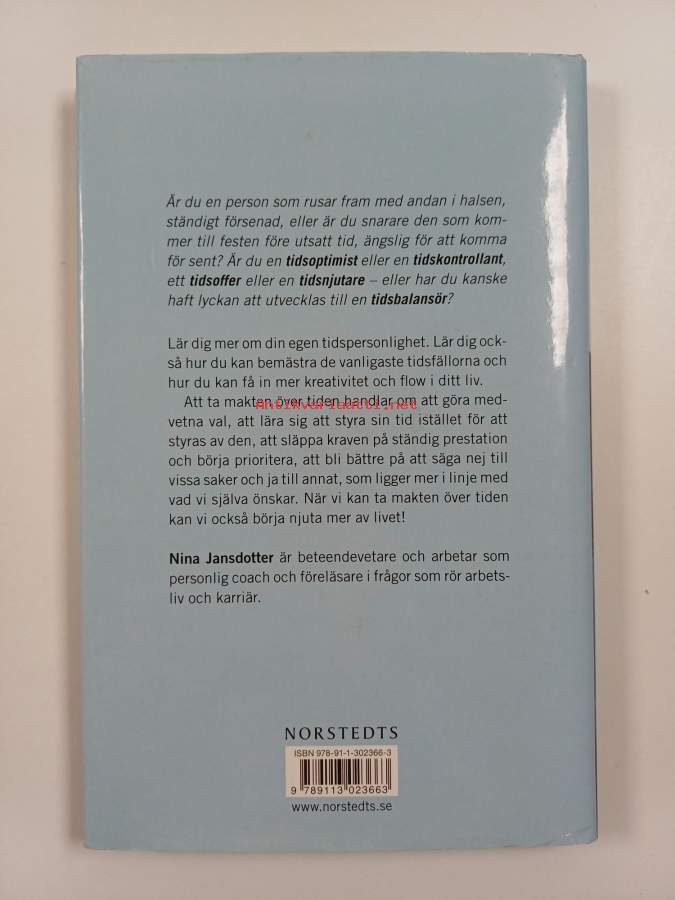 Är du en person som rusar fram med andan i halsen,
ständigt försenad, eller är du snarare den som kom-
mer till festen före utsatt tid, ängslig för att komma
för sent? Är du en tidsoptimist eller en tidskontrollant,
ett tidsoffer eller en tidsnjutare – eller har du kanske
haft lyckan att utvecklas till en tidsbalansör?
Lär dig mer om din egen tidspersonlighet. Lär dig ock-
så hur du kan bemästra de vanligaste tidsfällorna och
hur du kan få in mer kreativitet och flow i ditt liv.
Att ta makten över tiden handlar om att göra med-
Antikvariaatti.net
vetna val, att lära sig att styra sin tid istället för att
styras av den, att släppa kraven på ständig prestation
och börja prioritera, att bli bättre på att säga nej till
vissa saker och ja till annat, som ligger mer i linje med
vad vi själva önskar. När vi kan ta makten över tiden
kan vi också börja njuta mer av livet!
Nina Jansdotter är beteendevetare och arbetar som
personlig coach och föreläsare i frågor som rör arbets-
liv och karriär.
NORSTEDTS
ISBN 978-91-1-302366-3
9 789113 023663
www.norstedts.se